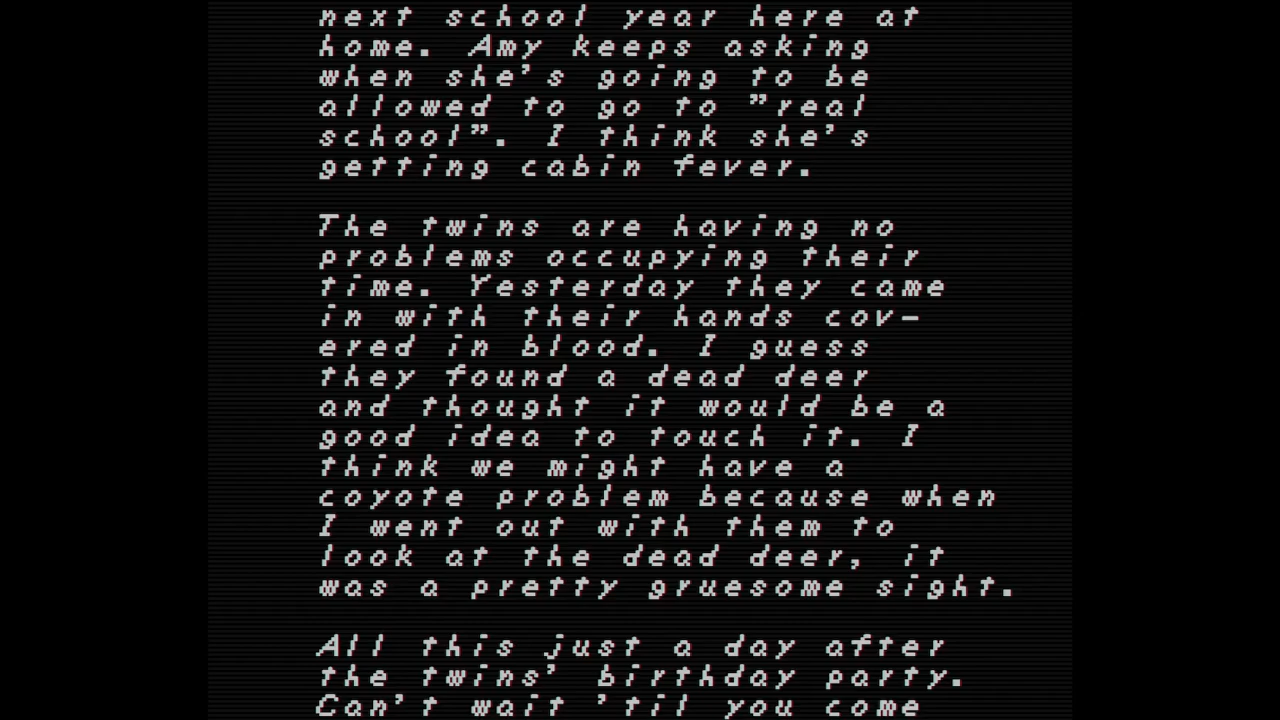 next school year here at
home. Amy keeps asking
when she's going to be
allowed to go to "real
school". I think she's
getting cabin fever.
The twins are having no
problems occupying their
time. Yesterday they came
in with their hands cov-
ered in blood. I guess
they found a dead deer
and thought it would be a
good idea to touch it. I
think we might have a
coyote problem because when
I went out with them to
look at the dead deer, it
was a pretty gruesome sight.
All this just a day after
the twins' birthday party.
Can't wait 'til you come